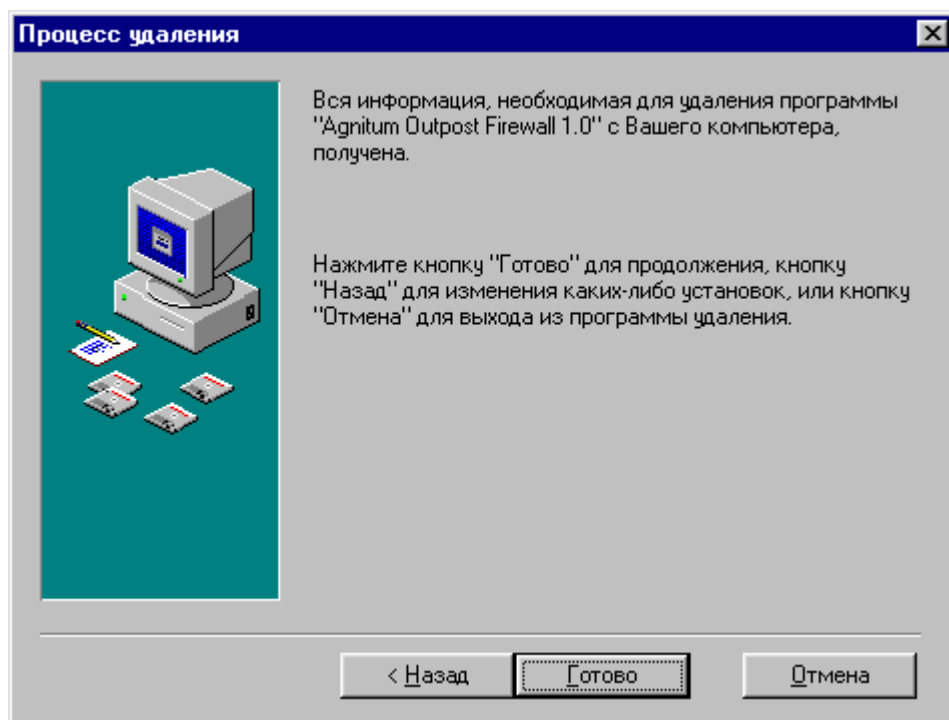 Процесс удаления
Вся информация, необходимая для удаления программы
"Agnitum Outpost Firewall 1.0" с Вашего компьютера,
получена.
Нажмите кнопку "Готово" для продолжения, кнопку
"Назад" для изменения каких-либо установок, или кнопку
"Отмена" для выхода из программы удаления.
< Назад
Готово
Отмена